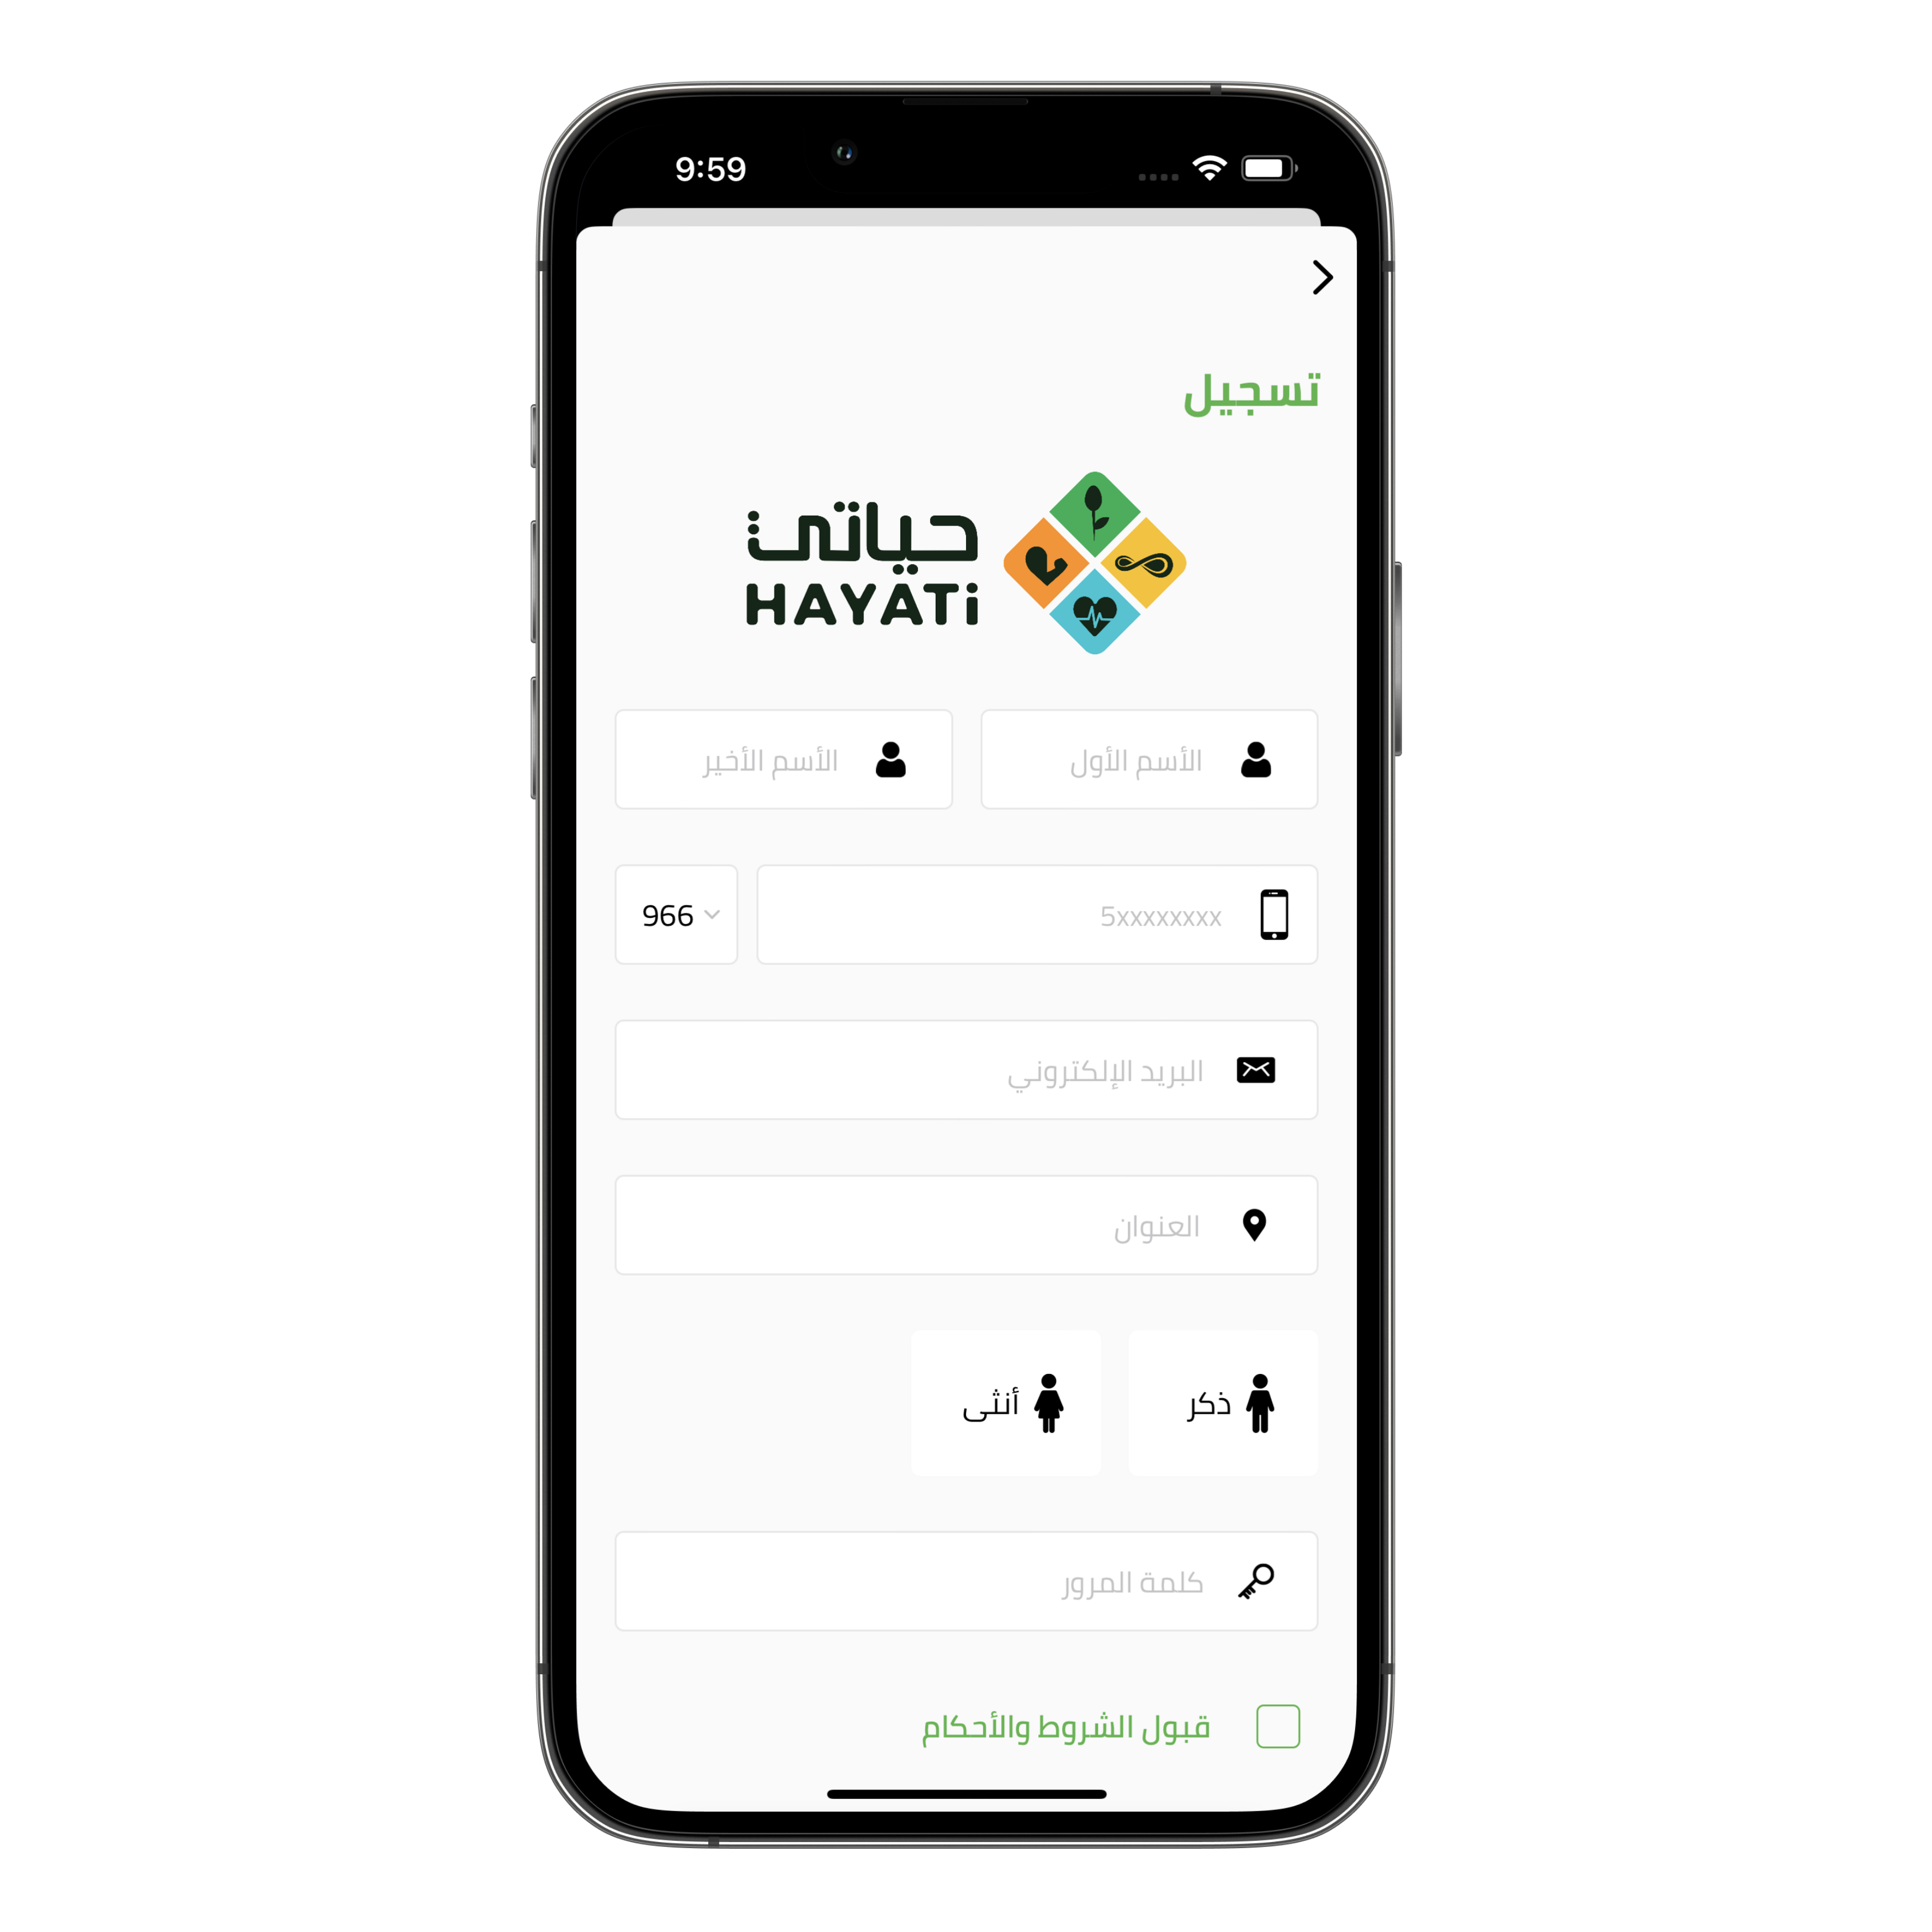 9:59
تسجيل
حياتي
HAYATi
الأسم الأول
الأسم الأخير
5xxxxxxxx
966
البريد الإلكتروني
العنوان
ذكر
أنثى
كلمة المرور
قبول الشروط والأحكام